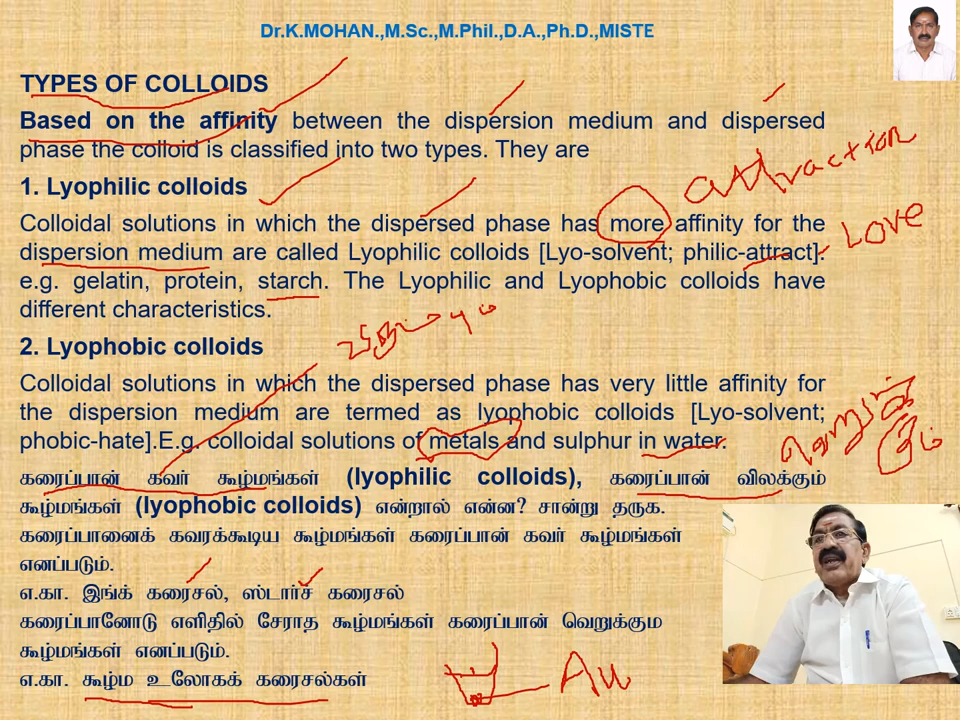 Dr.K.MOHAN.,M.Sc.,M.Phil.,D.A.,Ph.D.,MISTE
TYPES OF COLLOIDS
Based on the affinity between the dispersion medium and dispersed
phase the colloid is classified into two types. They are
1. Lyophilic colloids
attraction
Colloidal solutions in which the dispersed phase has more affinity for the
LOVE
dispersion medium are called Lyophilic colloids [Lyo-solvent; philic-attract].
e.g. gelatin, protein, starch. The Lyophilic and Lyophobic colloids have
different characteristics.
2. Lyophobic colloids
Colloidal solutions in which the dispersed phase has very little affinity for
the dispersion medium are termed as lyophobic colloids [Lyo-solvent;
phobic-hate].E.g. colloidal solutions of metals and sulphur in water.
கரைப்பான் கவர் கூழ்மங்கள் (lyophilic colloids), கரைப்பான் விலக்கும்
கூழ்மங்கள் (lyophobic colloids) என்றால் என்ன? சான்று தருக.
கரைப்பானைக் கவரக்கூடிய கூழ்மங்கள் கரைப்பான் கவர் கூழ்மங்கள்
எனப்படும்.
எ.கா. இங்க் கரைசல், ஸ்டார்ச் கரைசல்
கரைப்பானோடு எளிதில் சேராத கூழ்மங்கள் கரைப்பான் வெறுக்கும
கூழ்மங்கள் எனப்படும்.
எ.கா. கூழ்ம உலோகக் கரைசல்கள்
Au